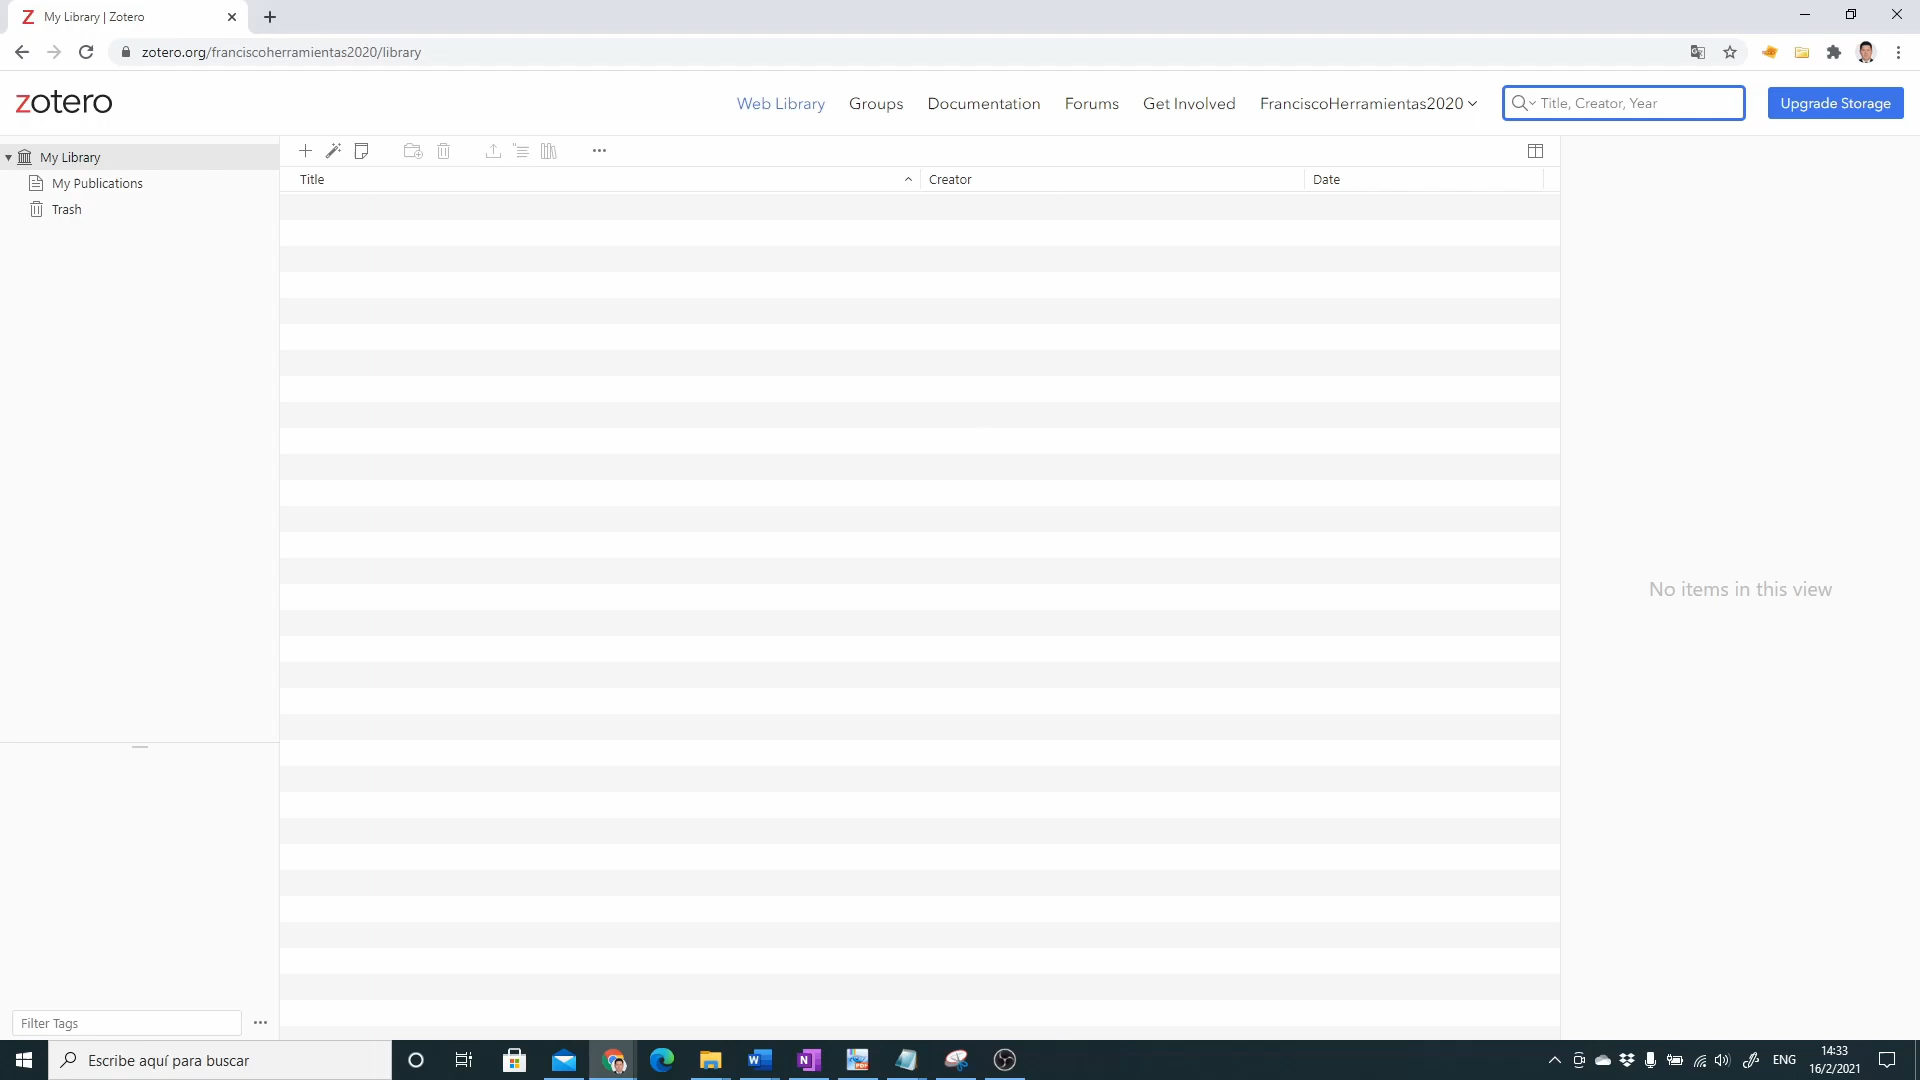 My Library | Zotero
zotero.org/franciscoherramientas2020/library
zotero
Web Library Groups Documentation Forums Get Involved FranciscoHerramientas2020 Title, Creator, Year Upgrade Storage
My Library
My Publications
Trash
Title Creator Date
No items in this view
Filter Tags
Escribe aquí para buscar
ENG
14:33
16/2/2021